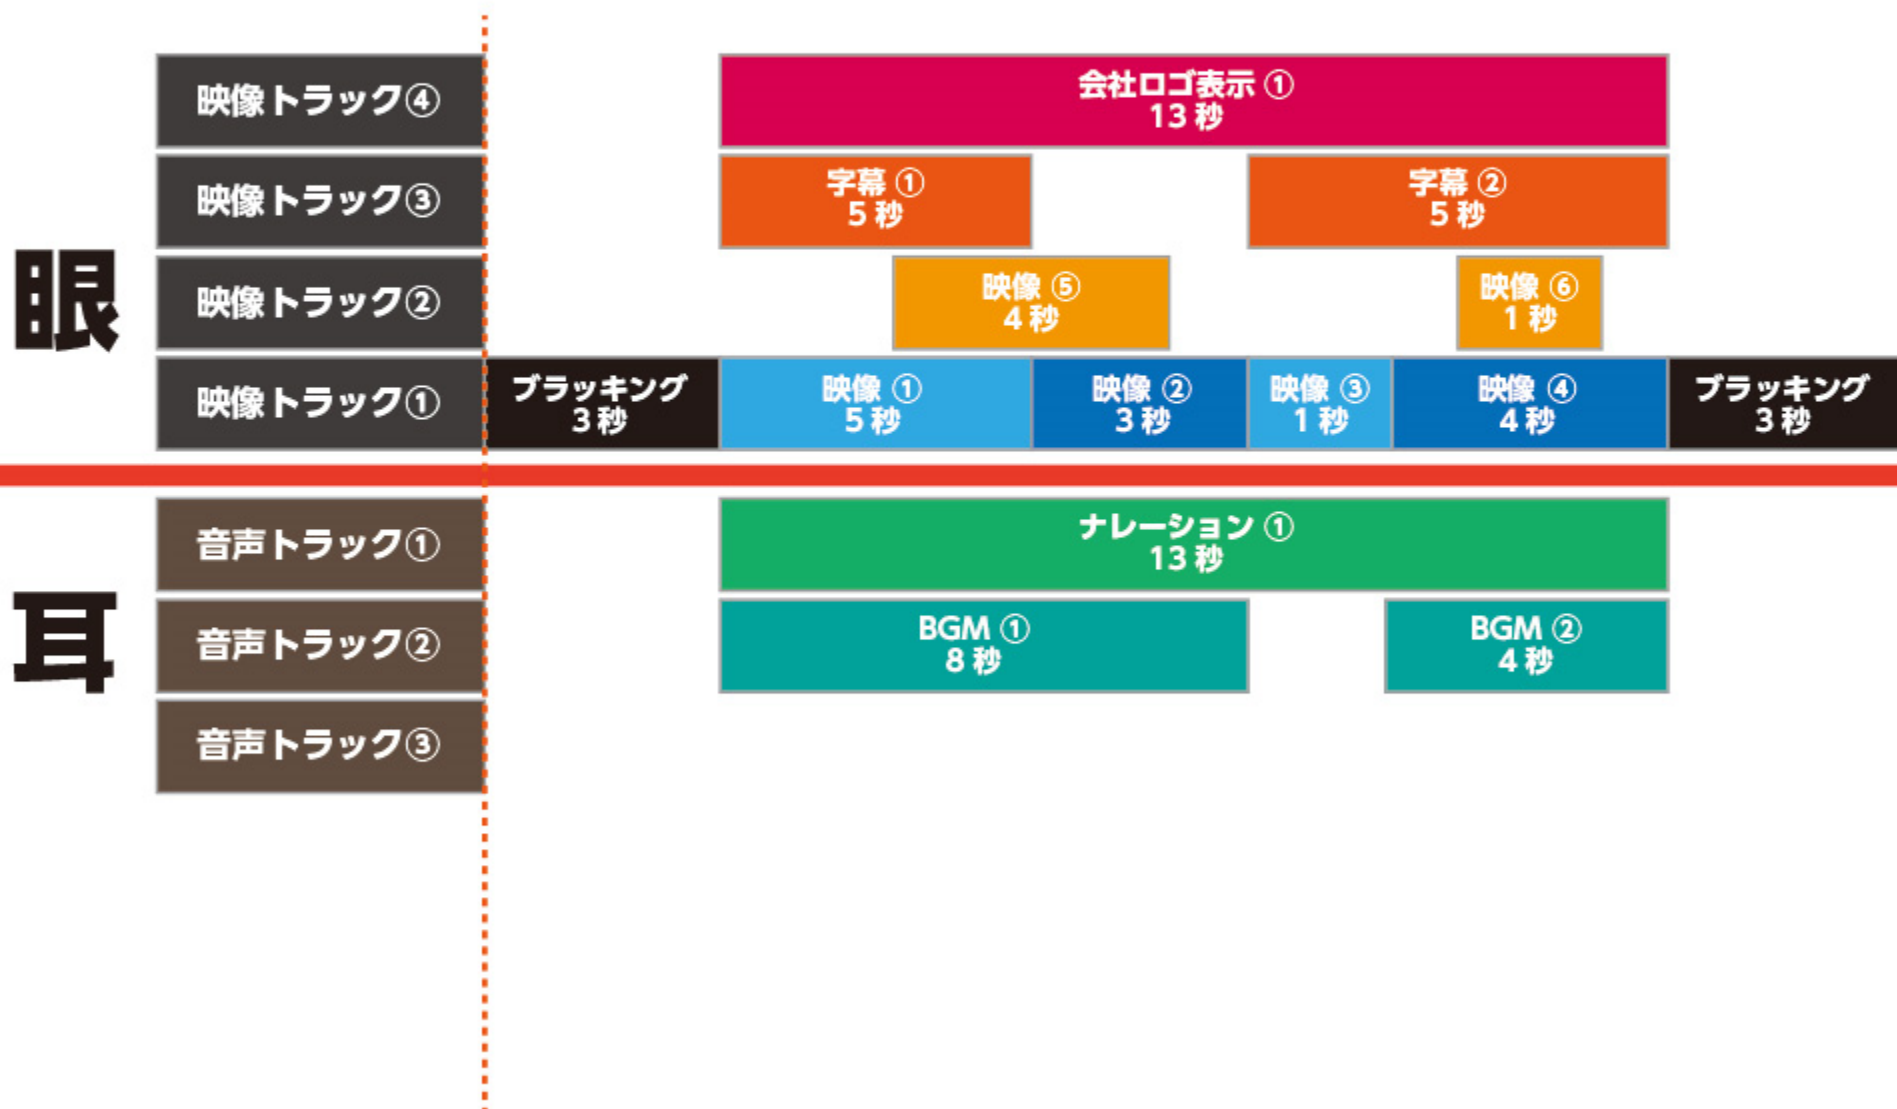 映像トラック④
会社ロゴ表示 ①
13 秒
映像トラック③
字幕 ①
5 秒
字幕 ②
5 秒
眼
映像トラック②
映像 ⑤
4 秒
映像 ⑥
1 秒
映像トラック①
ブラッキング
3 秒
映像 ①
5 秒
映像 ②
3 秒
映像 ③
1 秒
映像 ④
4 秒
ブラッキング
3 秒
音声トラック①
ナレーション ①
13 秒
耳
音声トラック②
BGM ①
8 秒
BGM ②
4 秒
音声トラック③